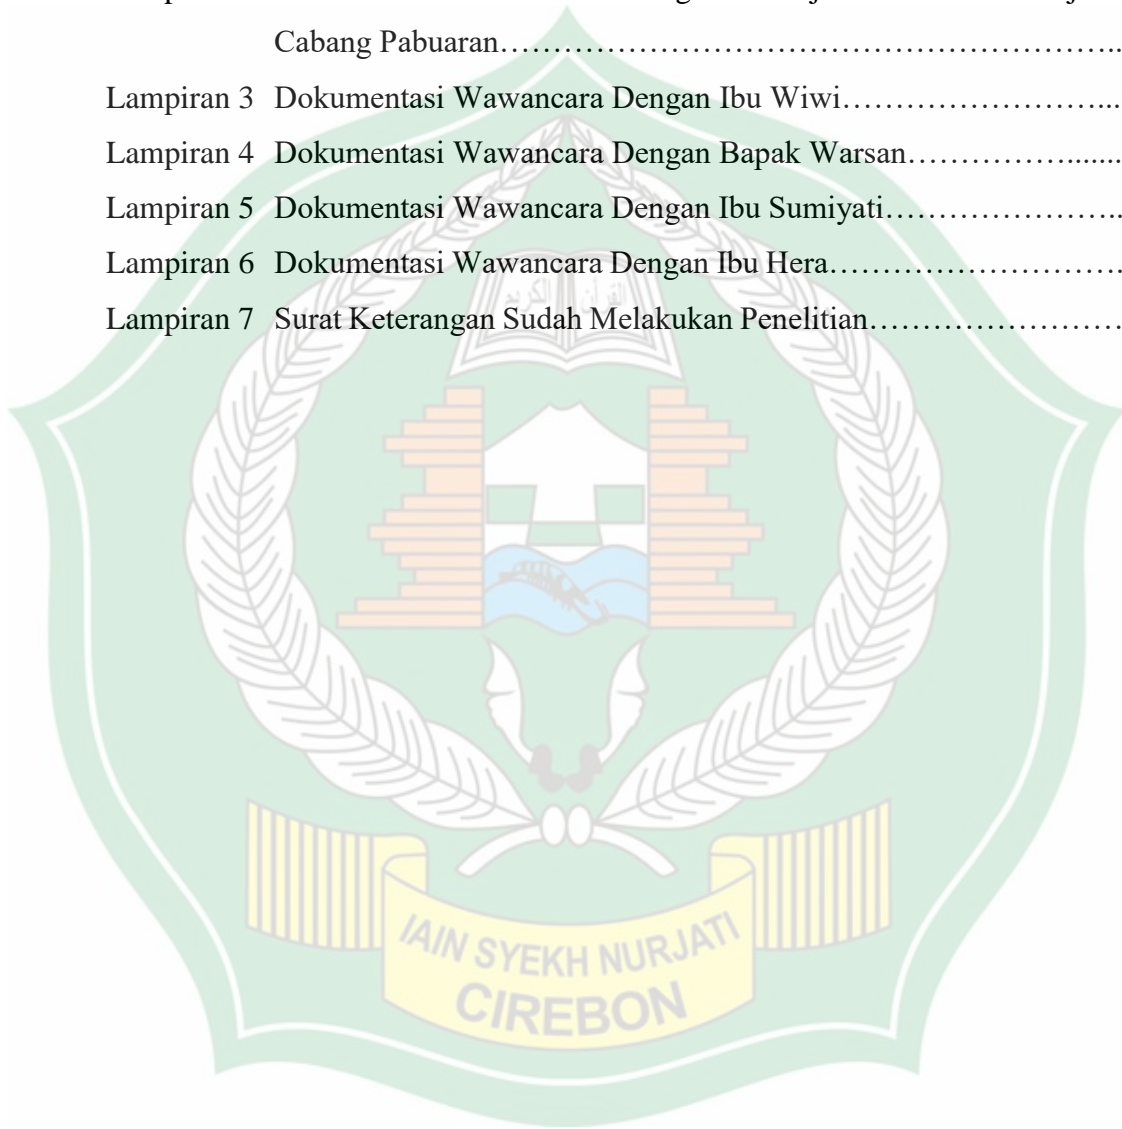 Cabang Pabuaran…………………………………………………………..
Lampiran 3 Dokumentasi Wawancara Dengan Ibu Wiwi……………………...
Lampiran 4 Dokumentasi Wawancara Dengan Bapak Warsan…………….......
Lampiran 5 Dokumentasi Wawancara Dengan Ibu Sumiyati…………………..
Lampiran 6 Dokumentasi Wawancara Dengan Ibu Hera……………………….
Lampiran 7 Surat Keterangan Sudah Melakukan Penelitian……………………
IAIN SYEKH NURJATI
CIREBON